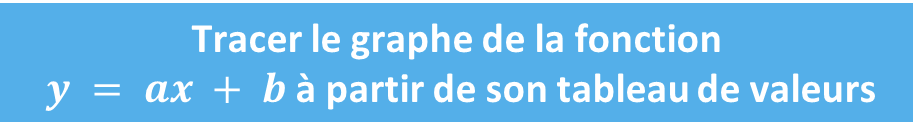 Tracer le graphe de la fonction
y = ax + b à partir de son tableau de valeurs